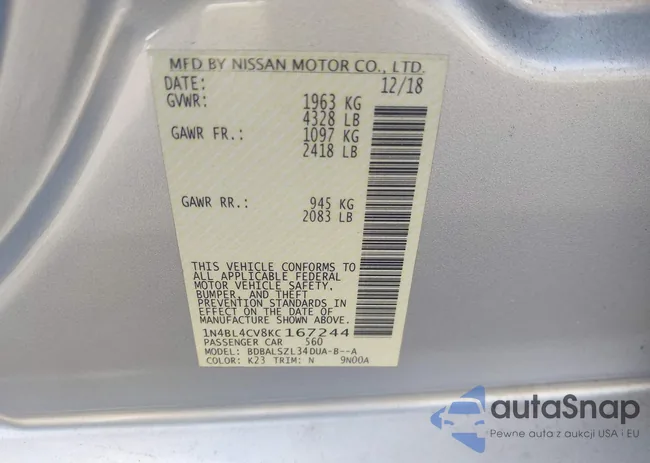 MFD BY NISSAN MOTOR CO., LTD.
DATE: 12/18
GVWR: 1963 KG
4328 LB
GAWR FR.: 1097 KG
2418 LB
GAWR RR.: 945 KG
2083 LB
THIS VEHICLE CONFORMS TO
ALL APPLICABLE FEDERAL
MOTOR VEHICLE SAFETY,
BUMPER, AND THEFT
PREVENTION STANDARDS IN
EFFECT ON THE DATE OF
MANUFACTURE SHOWN ABOVE.
1N4BL4CV8KC167244
PASSENGER CAR 560
MODEL: BDBALSZL34DUA-B--A
COLOR: K23 TRIM: N 9N00A
autaSnap
Pewne auta z aukcji USA i EU